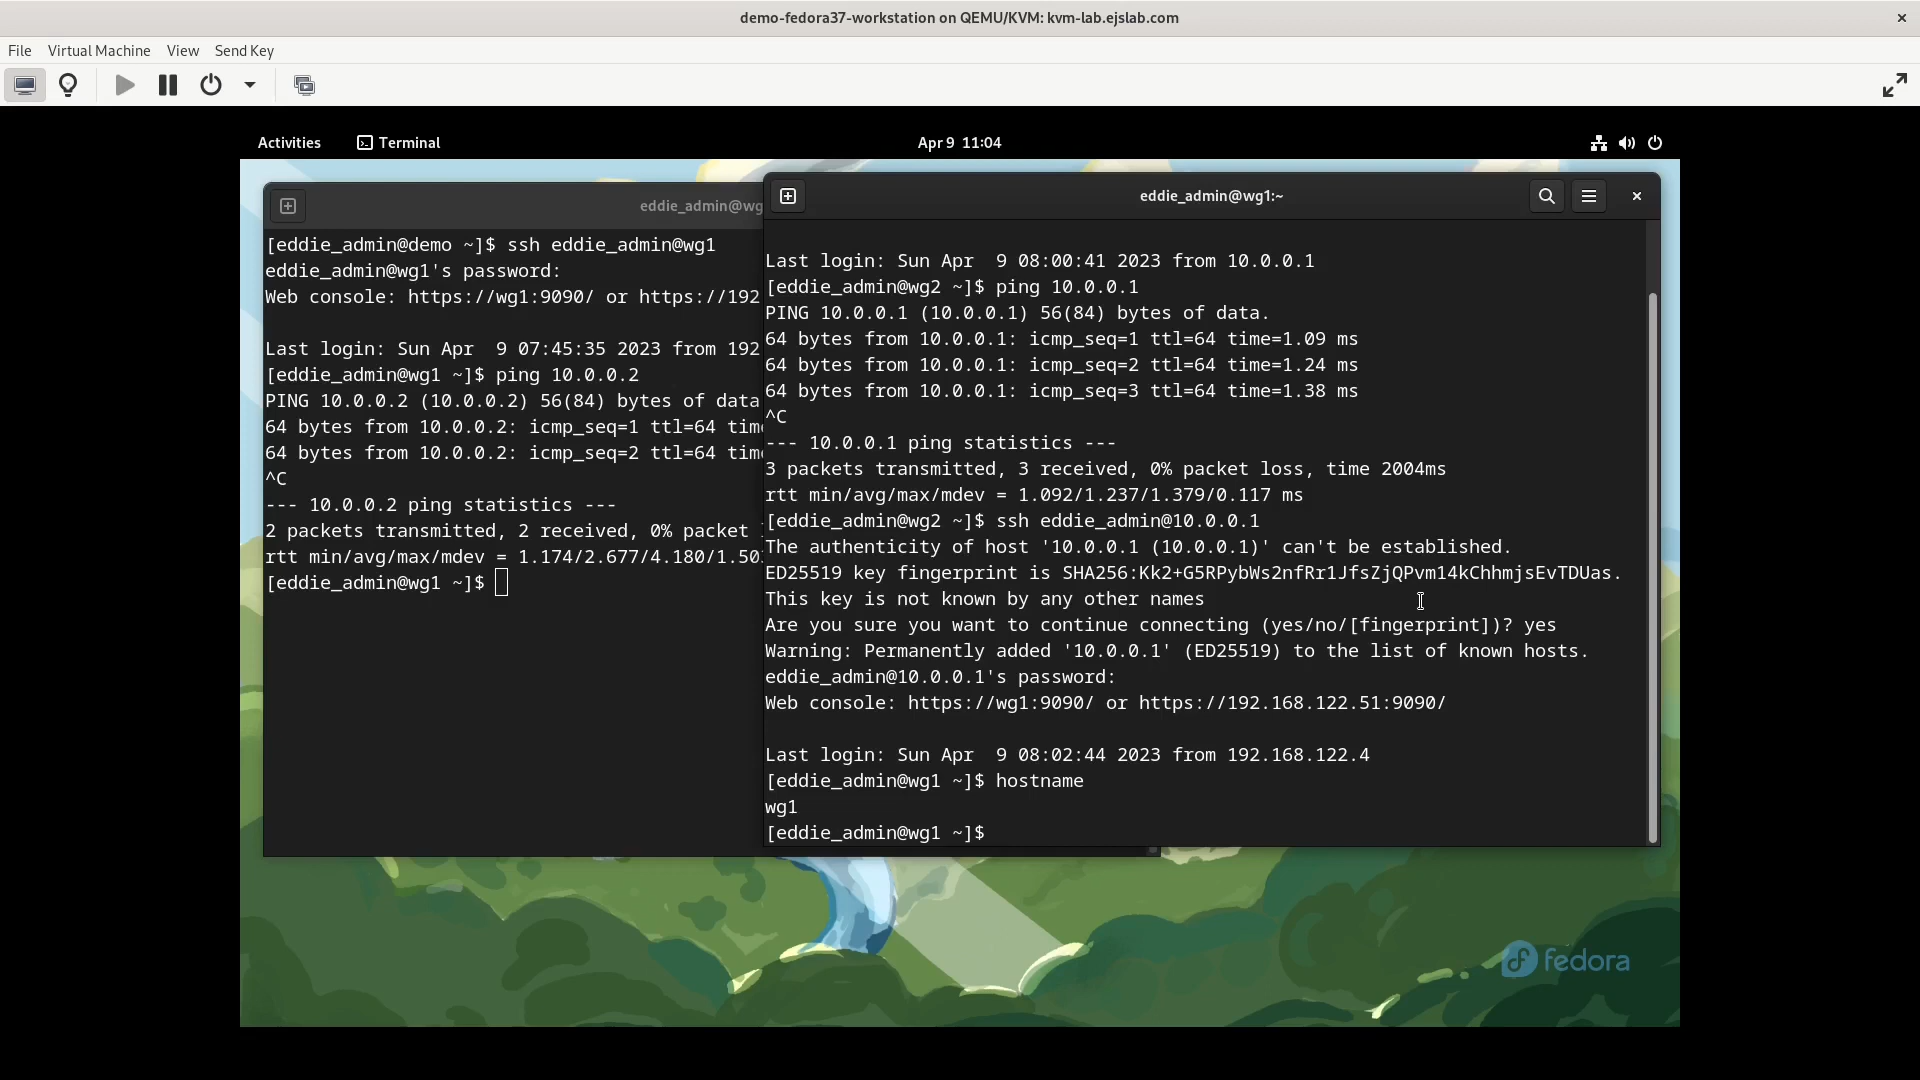 demo-fedora37-workstation on QEMU/KVM: kvm-lab.ejslab.com
File Virtual Machine View Send Key
Activities Terminal Apr 9 11:04
eddie_admin@wg
[eddie_admin@demo ~]$ ssh eddie_admin@wg1
eddie_admin@wg1's password:
Web console: https://wg1:9090/ or https://192
Last login: Sun Apr  9 07:45:35 2023 from 192
[eddie_admin@wg1 ~]$ ping 10.0.0.2
PING 10.0.0.2 (10.0.0.2) 56(84) bytes of data
64 bytes from 10.0.0.2: icmp_seq=1 ttl=64 tim
64 bytes from 10.0.0.2: icmp_seq=2 ttl=64 tim
^C
--- 10.0.0.2 ping statistics ---
2 packets transmitted, 2 received, 0% packet
rtt min/avg/max/mdev = 1.174/2.677/4.180/1.50
[eddie_admin@wg1 ~]$
eddie_admin@wg1:~
Last login: Sun Apr  9 08:00:41 2023 from 10.0.0.1
[eddie_admin@wg2 ~]$ ping 10.0.0.1
PING 10.0.0.1 (10.0.0.1) 56(84) bytes of data.
64 bytes from 10.0.0.1: icmp_seq=1 ttl=64 time=1.09 ms
64 bytes from 10.0.0.1: icmp_seq=2 ttl=64 time=1.24 ms
64 bytes from 10.0.0.1: icmp_seq=3 ttl=64 time=1.38 ms
^C
--- 10.0.0.1 ping statistics ---
3 packets transmitted, 3 received, 0% packet loss, time 2004ms
rtt min/avg/max/mdev = 1.092/1.237/1.379/0.117 ms
[eddie_admin@wg2 ~]$ ssh eddie_admin@10.0.0.1
The authenticity of host '10.0.0.1 (10.0.0.1)' can't be established.
ED25519 key fingerprint is SHA256:Kk2+G5RPybWs2nfRr1JfsZjQPvm14kChhmjsEvTDUas.
This key is not known by any other names
Are you sure you want to continue connecting (yes/no/[fingerprint])? yes
Warning: Permanently added '10.0.0.1' (ED25519) to the list of known hosts.
eddie_admin@10.0.0.1's password:
Web console: https://wg1:9090/ or https://192.168.122.51:9090/
Last login: Sun Apr  9 08:02:44 2023 from 192.168.122.4
[eddie_admin@wg1 ~]$ hostname
wg1
[eddie_admin@wg1 ~]$
fedora